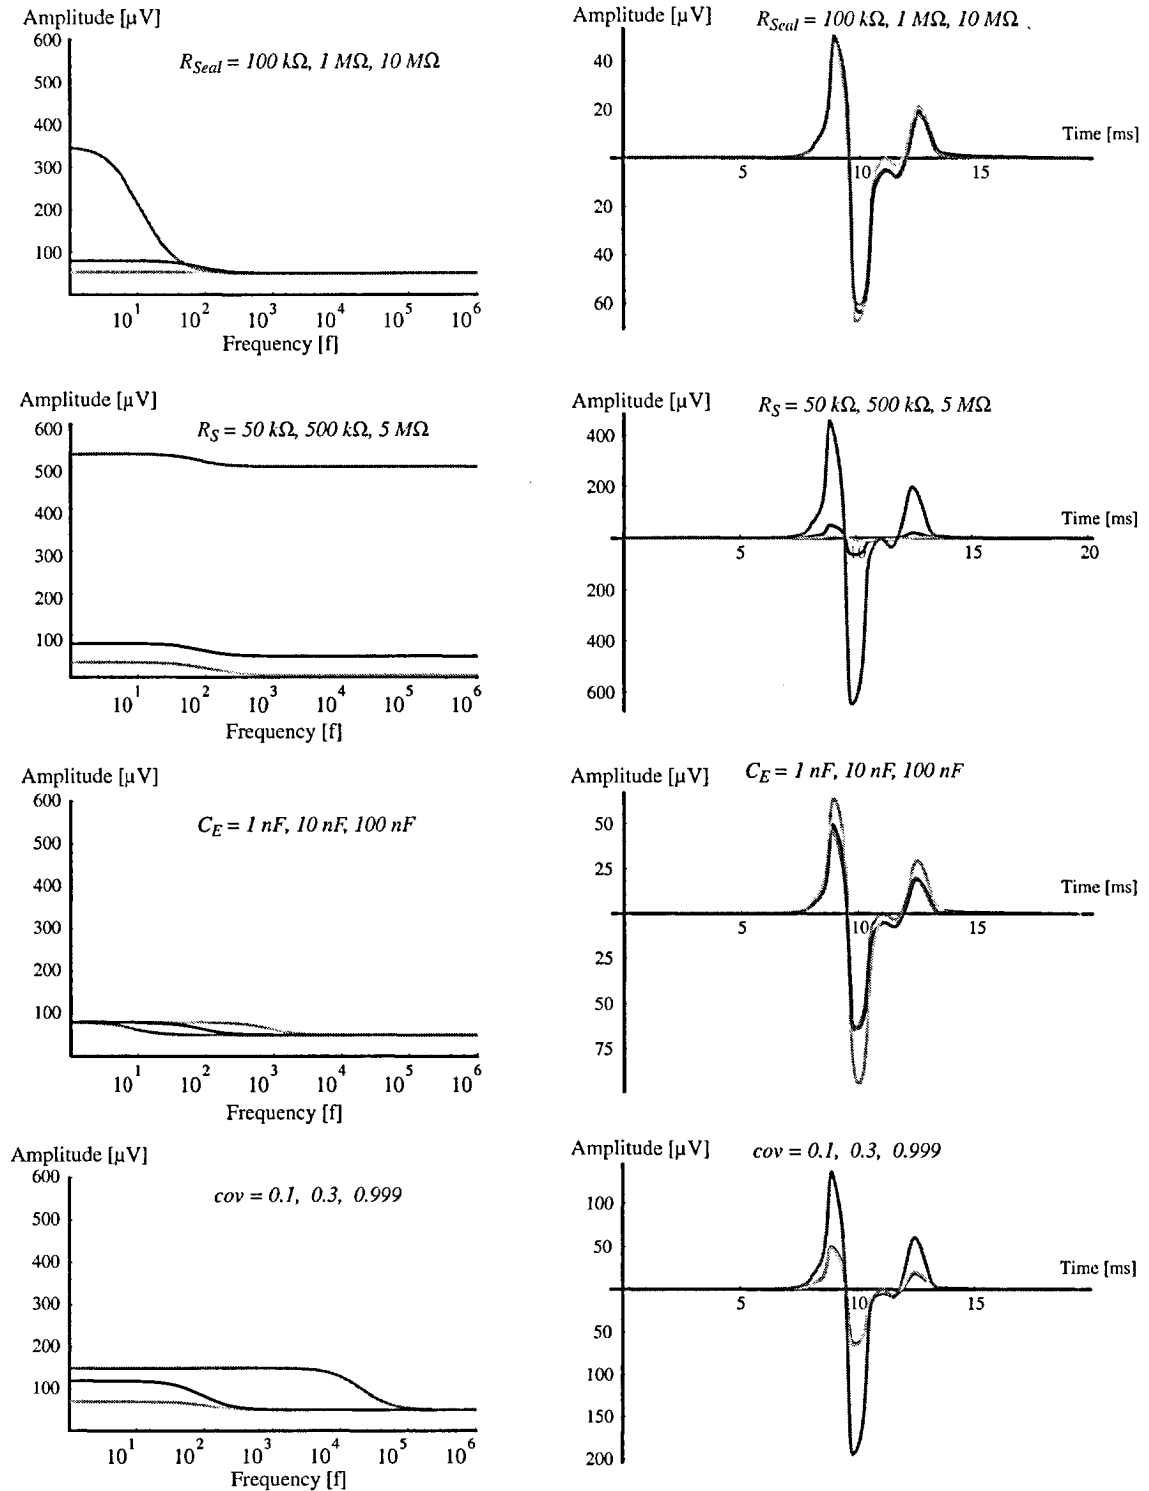 Amplitude [µV]
600
500
400
300
200
100
R_Seal = 100 kΩ, 1 MΩ, 10 MΩ
10^1 10^2 10^3 10^4 10^5 10^6
Frequency [f]
Amplitude [µV]
R_Seal = 100 kΩ, 1 MΩ, 10 MΩ
40
20
20
40
60
Time [ms]
5 10 15
Amplitude [µV]
600
500
400
300
200
100
R_S = 50 kΩ, 500 kΩ, 5 MΩ
10^1 10^2 10^3 10^4 10^5 10^6
Frequency [f]
Amplitude [µV]
R_S = 50 kΩ, 500 kΩ, 5 MΩ
400
200
200
400
600
Time [ms]
5 10 15 20
Amplitude [µV]
600
500
400
300
200
100
C_E = 1 nF, 10 nF, 100 nF
10^1 10^2 10^3 10^4 10^5 10^6
Frequency [f]
Amplitude [µV]
C_E = 1 nF, 10 nF, 100 nF
50
25
25
50
75
Time [ms]
5 10 15
Amplitude [µV]
600
500
400
300
200
100
cov = 0.1, 0.3, 0.999
10^1 10^2 10^3 10^4 10^5 10^6
Frequency [f]
Amplitude [µV]
cov = 0.1, 0.3, 0.999
100
50
50
100
150
200
Time [ms]
5 10 15